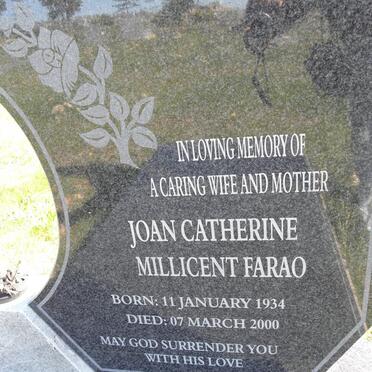 IN LOVING MEMORY OF
A CARING WIFE AND MOTHER
JOAN CATHERINE
MILLICENT FARAO
BORN: 11 JANUARY 1934
DIED: 07 MARCH 2000
MAY GOD SURRENDER YOU
WITH HIS LOVE